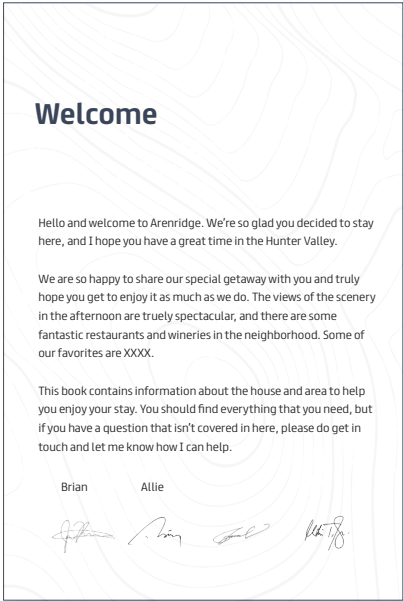 Welcome
Hello and welcome to Arenridge. We're so glad you decided to stay
here, and I hope you have a great time in the Hunter Valley.
We are so happy to share our special getaway with you and truly
hope you get to enjoy it as much as we do. The views of the scenery
in the afternoon are truely spectacular, and there are some
fantastic restaurants and wineries in the neighborhood. Some of
our favorites are XXXX.
This book contains information about the house and area to help
you enjoy your stay. You should find everything that you need, but
if you have a question that isn't covered in here, please do get in
touch and let me know how I can help.
Brian Allie